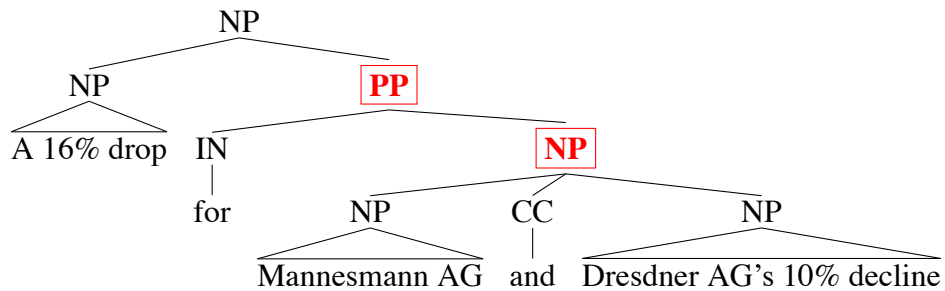 NP
NP PP
A 16% drop IN NP
for NP CC NP
Mannesmann AG and Dresdner AG's 10% decline